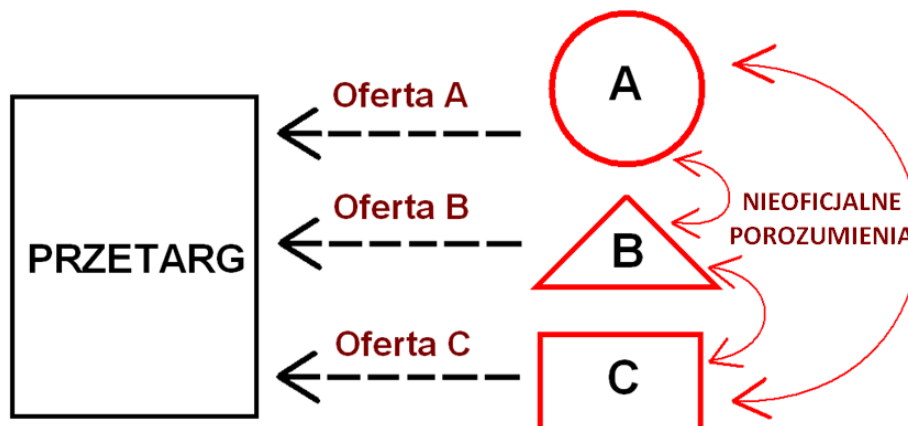 Oferta A
A
Oferta B
NIEOFICJALNE
POROZUMIENIA
PRZETARG
B
Oferta C
C